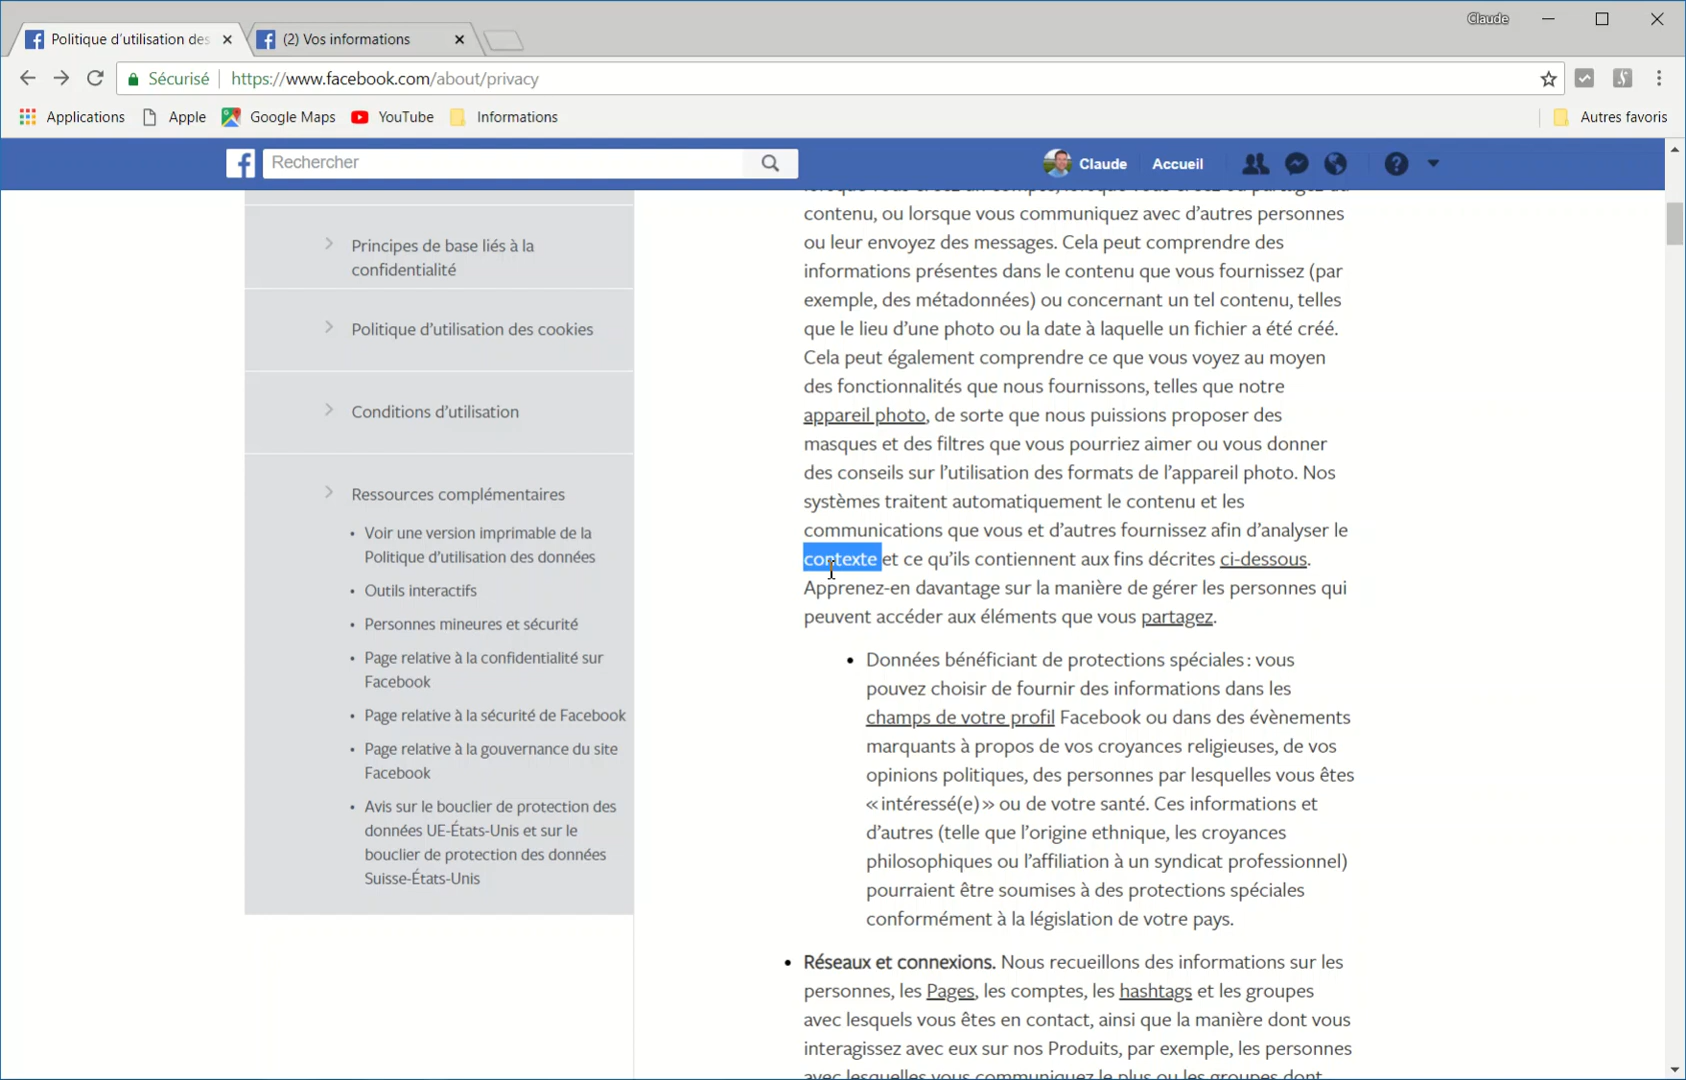 Claude
Politique d'utilisation des
(2) Vos informations
Sécurisé
https://www.facebook.com/about/privacy
Applications
Apple
Google Maps
YouTube
Informations
Autres favoris
Rechercher
Claude
Accueil
Principes de base liés à la
confidentialité
Politique d'utilisation des cookies
Conditions d'utilisation
Ressources complémentaires
• Voir une version imprimable de la
Politique d'utilisation des données
• Outils interactifs
• Personnes mineures et sécurité
• Page relative à la confidentialité sur
Facebook
• Page relative à la sécurité de Facebook
• Page relative à la gouvernance du site
Facebook
• Avis sur le bouclier de protection des
données UE-États-Unis et sur le
bouclier de protection des données
Suisse-États-Unis
contenu, ou lorsque vous communiquez avec d'autres personnes
ou leur envoyez des messages. Cela peut comprendre des
informations présentes dans le contenu que vous fournissez (par
exemple, des métadonnées) ou concernant un tel contenu, telles
que le lieu d'une photo ou la date à laquelle un fichier a été créé.
Cela peut également comprendre ce que vous voyez au moyen
des fonctionnalités que nous fournissons, telles que notre
appareil photo, de sorte que nous puissions proposer des
masques et des filtres que vous pourriez aimer ou vous donner
des conseils sur l'utilisation des formats de l'appareil photo. Nos
systèmes traitent automatiquement le contenu et les
communications que vous et d'autres fournissez afin d'analyser le
contexte et ce qu'ils contiennent aux fins décrites ci-dessous.
Apprenez-en davantage sur la manière de gérer les personnes qui
peuvent accéder aux éléments que vous partagez.
• Données bénéficiant de protections spéciales : vous
pouvez choisir de fournir des informations dans les
champs de votre profil Facebook ou dans des évènements
marquants à propos de vos croyances religieuses, de vos
opinions politiques, des personnes par lesquelles vous êtes
« intéressé(e) » ou de votre santé. Ces informations et
d'autres (telle que l'origine ethnique, les croyances
philosophiques ou l'affiliation à un syndicat professionnel)
pourraient être soumises à des protections spéciales
conformément à la législation de votre pays.
• Réseaux et connexions. Nous recueillons des informations sur les
personnes, les Pages, les comptes, les hashtags et les groupes
avec lesquels vous êtes en contact, ainsi que la manière dont vous
interagissez avec eux sur nos Produits, par exemple, les personnes
avec lesquelles vous communiquez le plus ou les groupes dont